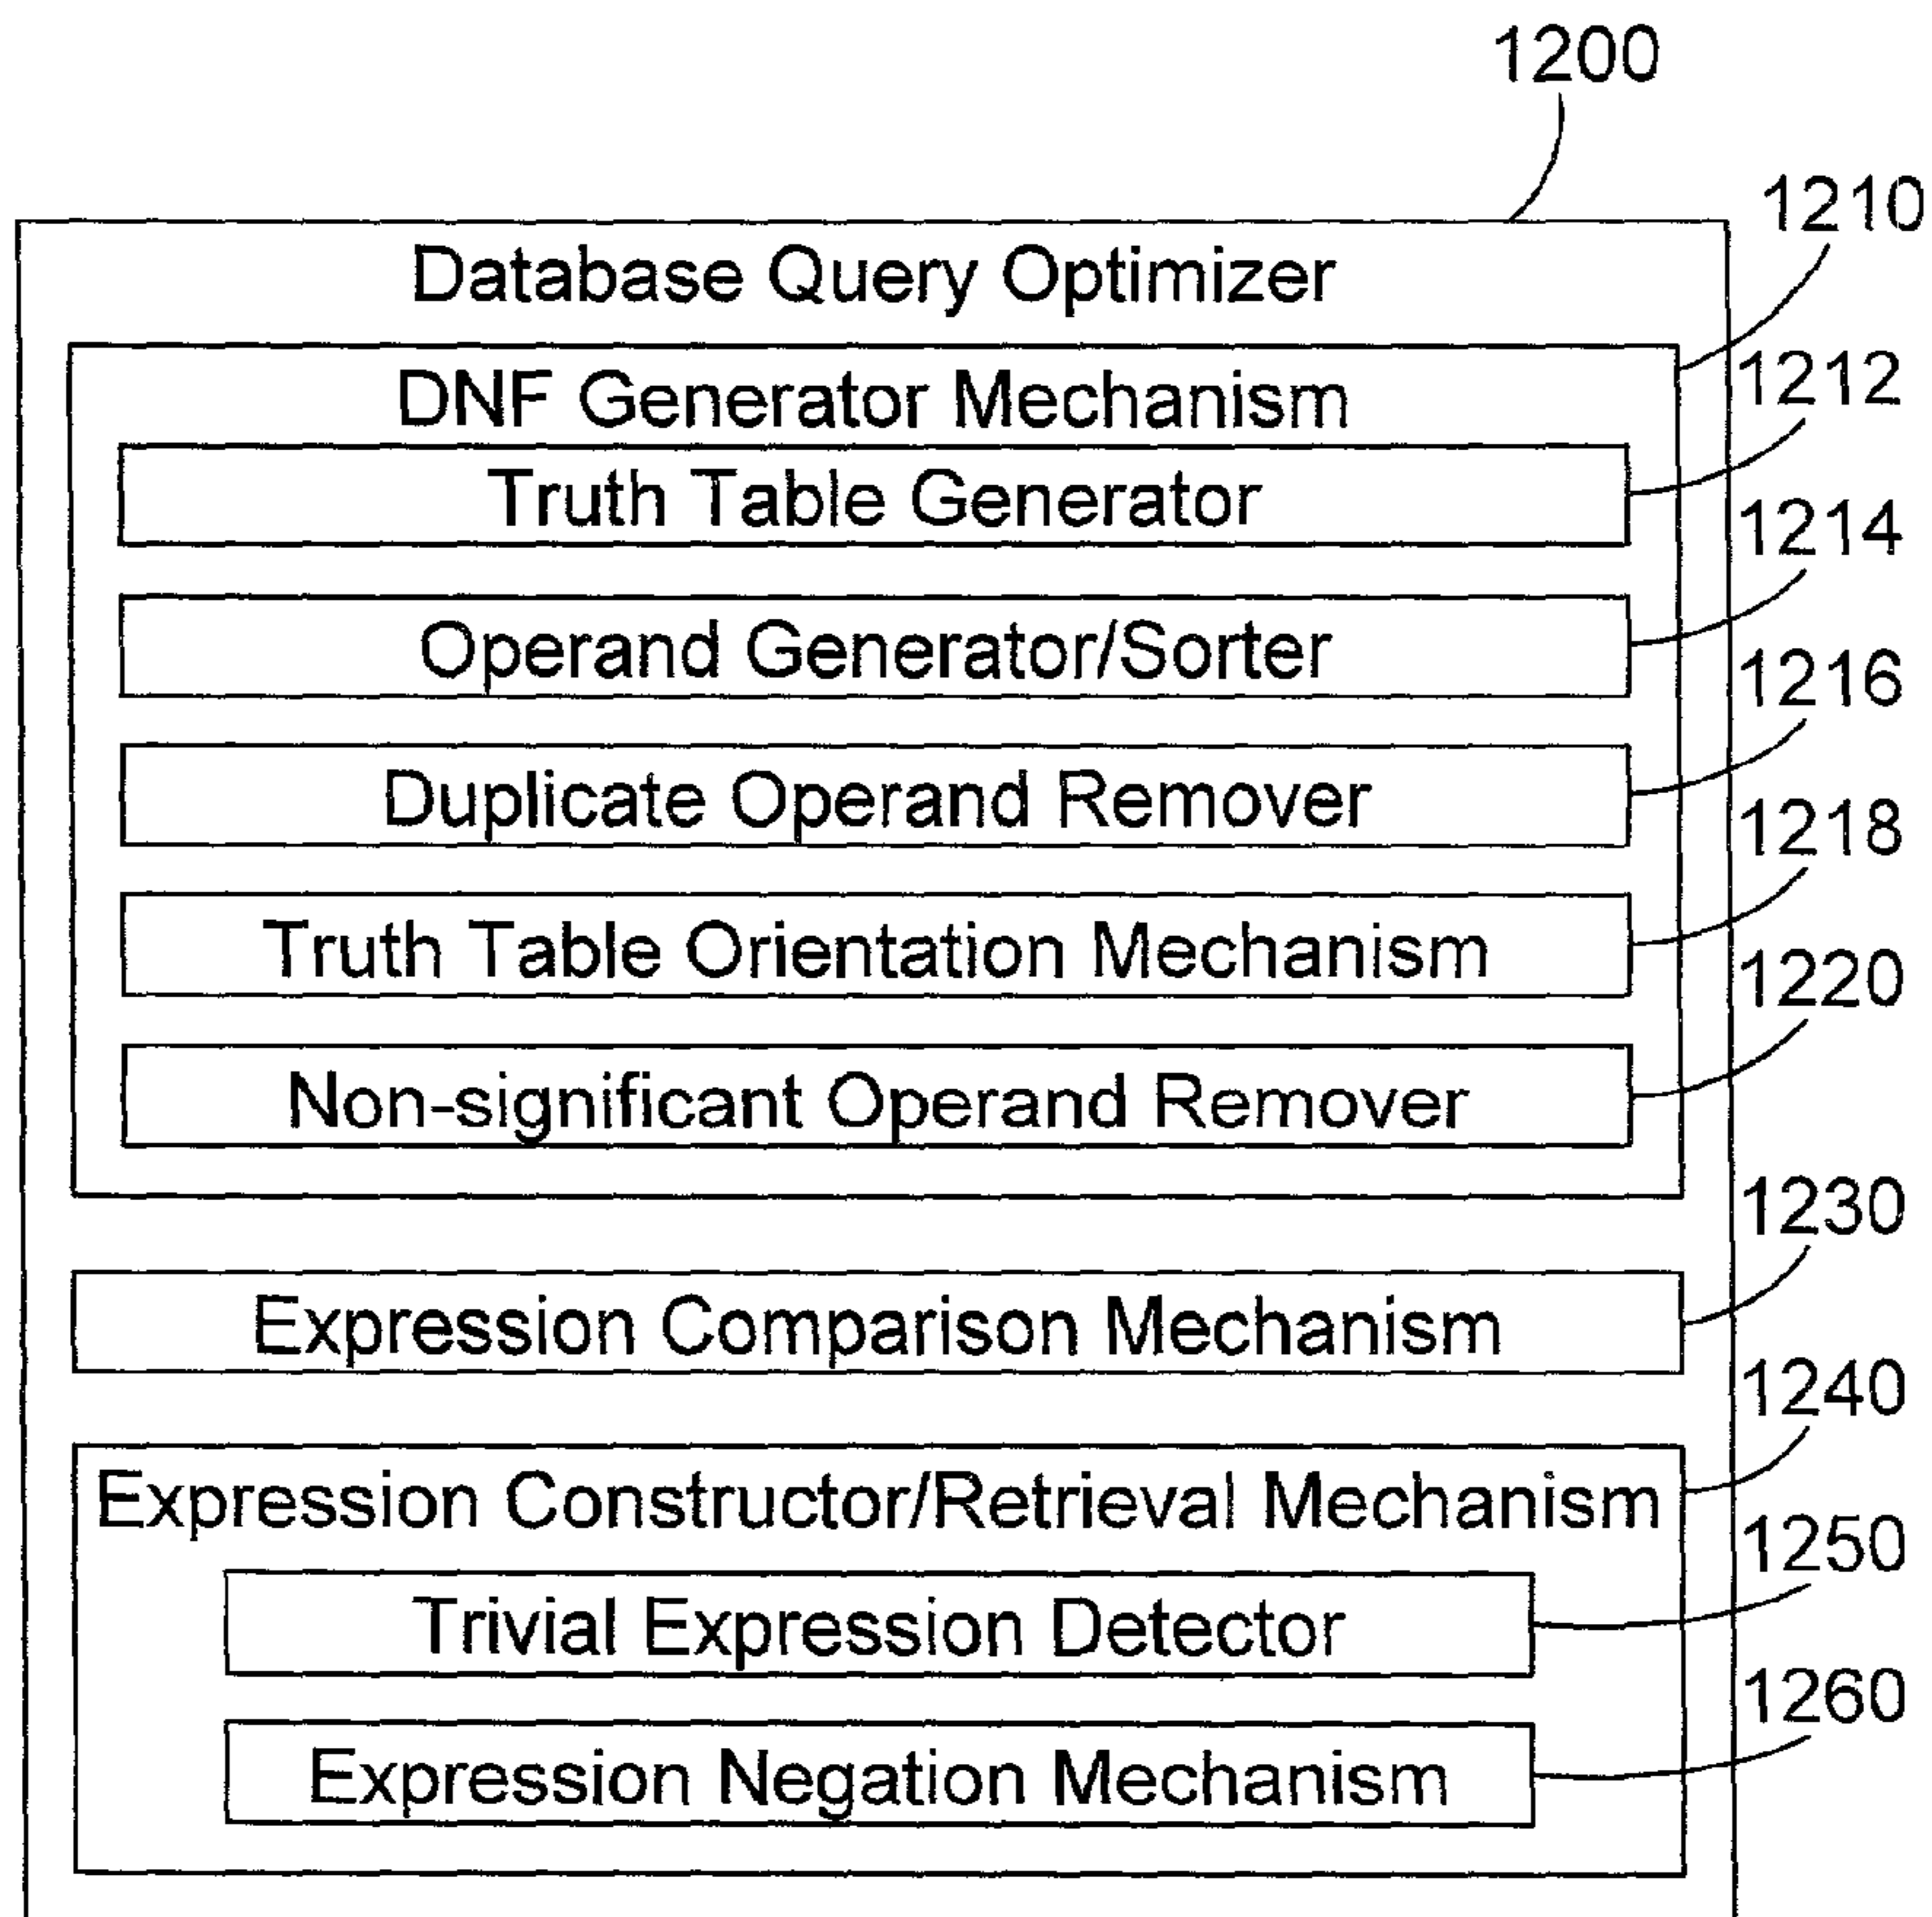 1200
1210
Database Query Optimizer
1212
DNF Generator Mechanism
Truth Table Generator
1214
Operand Generator/Sorter
1216
Duplicate Operand Remover
1218
Truth Table Orientation Mechanism
1220
Non-significant Operand Remover
1230
Expression Comparison Mechanism
1240
Expression Constructor/Retrieval Mechanism
1250
Trivial Expression Detector
1260
Expression Negation Mechanism